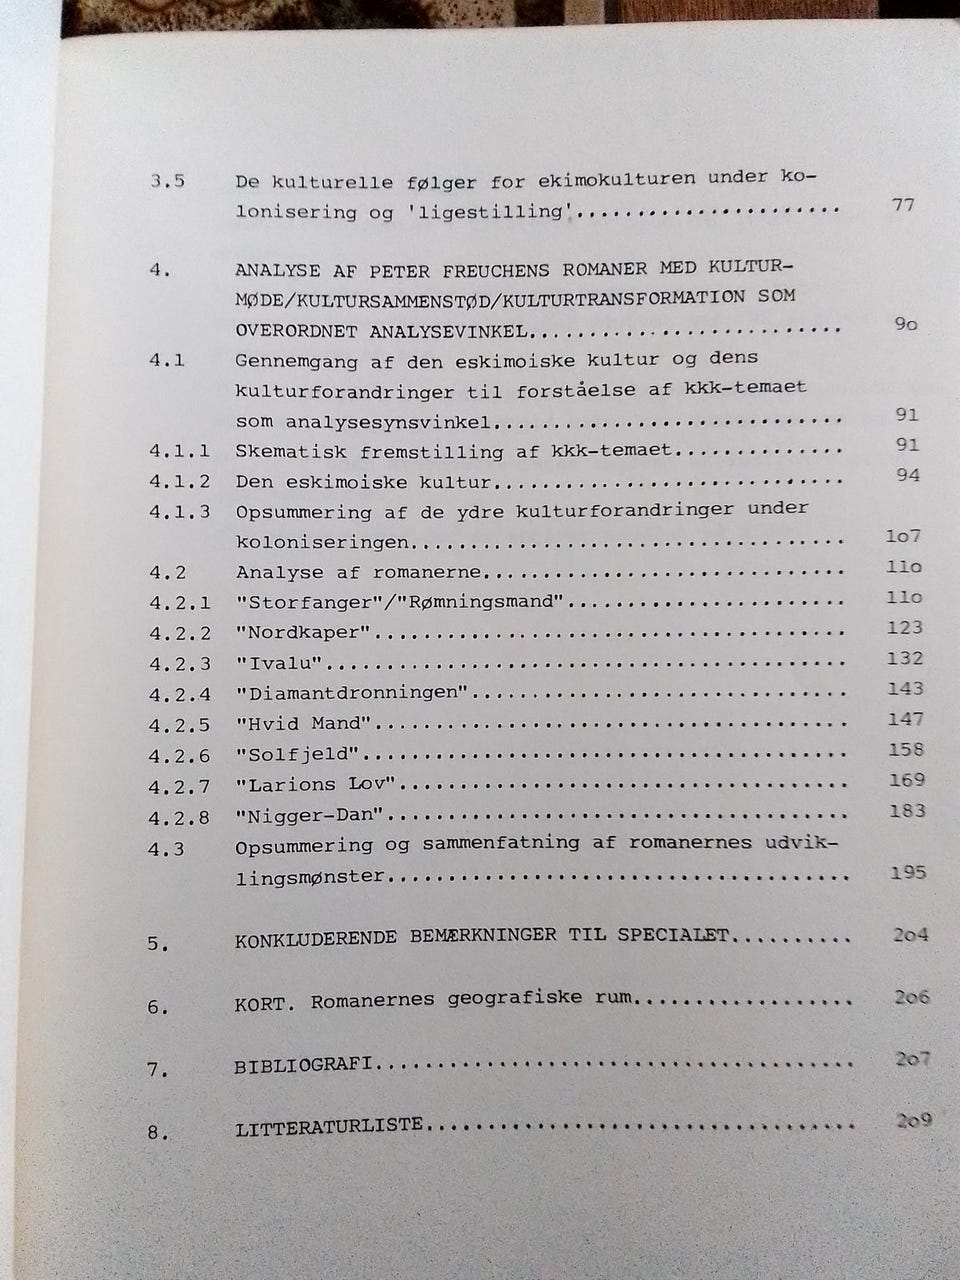 3.5 De kulturelle følger for ekimokulturen under ko-
lonisering og 'ligestilling'...................... 77
4. ANALYSE AF PETER FREUCHENS ROMANER MED KULTUR-
MØDE/KULTURSAMMENSTØD/KULTURTRANSFORMATION SOM
OVERORDNET ANALYSEVINKEL.......................... 9o
4.1 Gennemgang af den eskimoiske kultur og dens
kulturforandringer til forståelse af kkk-temaet
som analysesynsvinkel............................. 91
4.1.1 Skematisk fremstilling af kkk-temaet.............. 91
4.1.2 Den eskimoiske kultur............................. 94
4.1.3 Opsummering af de ydre kulturforandringer under
koloniseringen.................................... 1o7
4.2 Analyse af romanerne.............................. 11o
4.2.1 "Storfanger"/"Rømningsmand"....................... 11o
4.2.2 "Nordkaper"....................................... 123
4.2.3 "Ivalu"........................................... 132
4.2.4 "Diamantdronningen"............................... 143
4.2.5 "Hvid Mand"....................................... 147
4.2.6 "Solfjeld"........................................ 158
4.2.7 "Larions Lov"..................................... 169
4.2.8 "Nigger-Dan"...................................... 183
4.3 Opsummering og sammenfatning af romanernes udvik-
lingsmønster...................................... 195
5. KONKLUDERENDE BEMÆRKNINGER TIL SPECIALET.......... 2o4
6. KORT. Romanernes geografiske rum.................. 2o6
7. BIBLIOGRAFI....................................... 2o7
8. LITTERATURLISTE................................... 2o9